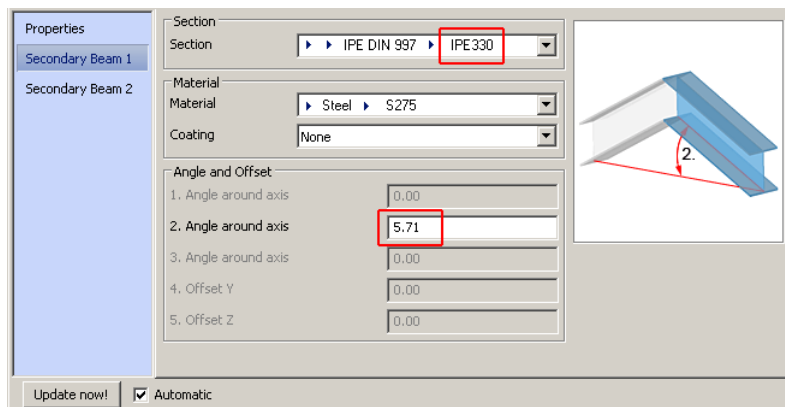 Properties
Secondary Beam 1
Secondary Beam 2
Section
Section
IPE DIN 997
IPE330
Material
Material
Steel
S275
Coating
None
Angle and Offset
1. Angle around axis
0.00
2. Angle around axis
5.71
3. Angle around axis
0.00
4. Offset Y
0.00
5. Offset Z
0.00
2.
Update now!
Automatic